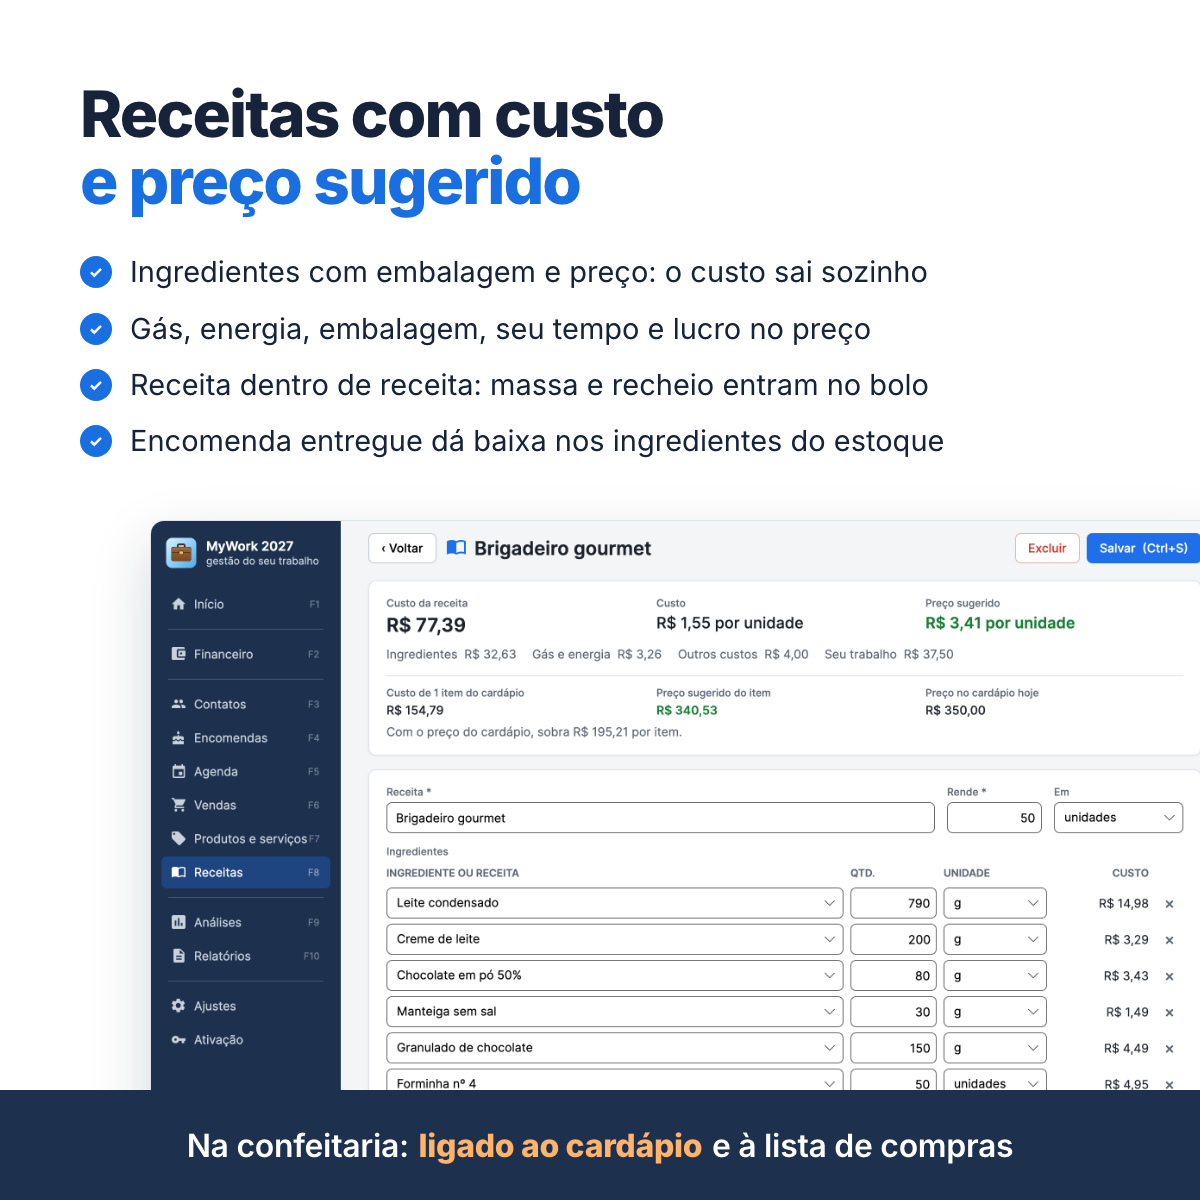 Receitas com custo
e preço sugerido
Ingredientes com embalagem e preço: o custo sai sozinho
Gás, energia, embalagem, seu tempo e lucro no preço
Receita dentro de receita: massa e recheio entram no bolo
Encomenda entregue dá baixa nos ingredientes do estoque
MyWork 2027
gestão do seu trabalho
Início F1
Financeiro F2
Contatos F3
Encomendas F4
Agenda F5
Vendas F6
Produtos e serviços F7
Receitas F8
Análises F9
Relatórios F10
Ajustes
Ativação
‹ Voltar Brigadeiro gourmet Excluir Salvar (Ctrl+S)
Custo da receita Custo Preço sugerido
R$ 77,39 R$ 1,55 por unidade R$ 3,41 por unidade
Ingredientes R$ 32,63 Gás e energia R$ 3,26 Outros custos R$ 4,00 Seu trabalho R$ 37,50
Custo de 1 item do cardápio Preço sugerido do item Preço no cardápio hoje
R$ 154,79 R$ 340,53 R$ 350,00
Com o preço do cardápio, sobra R$ 195,21 por item.
Receita * Rende * Em
Brigadeiro gourmet 50 unidades
Ingredientes
INGREDIENTE OU RECEITA QTD. UNIDADE CUSTO
Leite condensado 790 g R$ 14,98 ×
Creme de leite 200 g R$ 3,29 ×
Chocolate em pó 50% 80 g R$ 3,43 ×
Manteiga sem sal 30 g R$ 1,49 ×
Granulado de chocolate 150 g R$ 4,49 ×
Forminha nº 4 50 unidades R$ 4,95 ×
Na confeitaria: ligado ao cardápio e à lista de compras